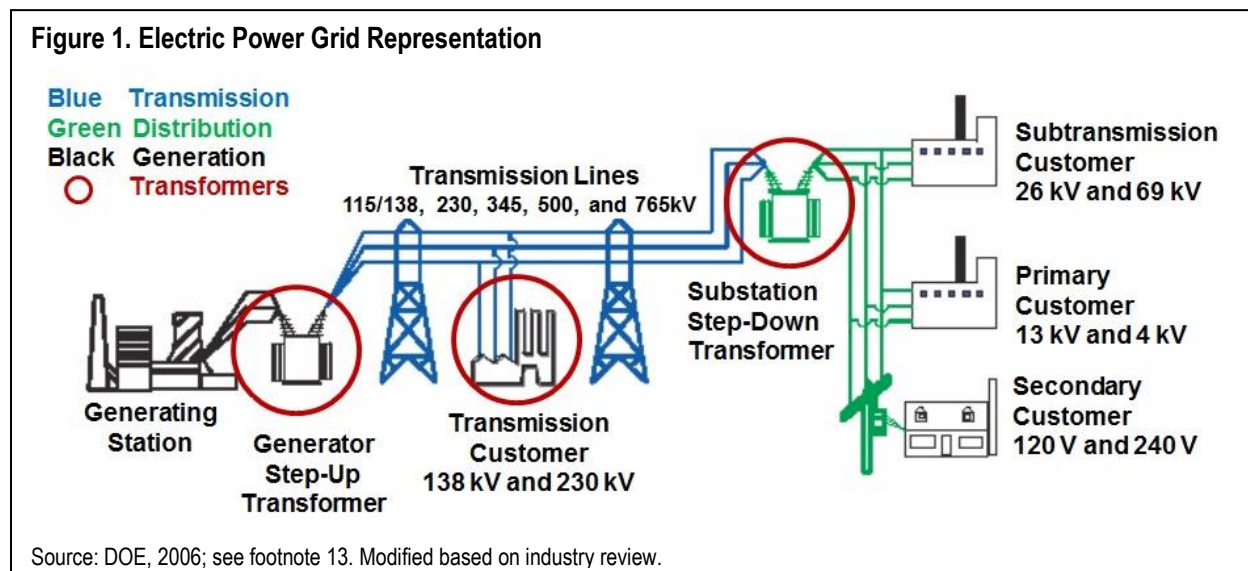 Figure 1. Electric Power Grid Representation
Blue Transmission
Green Distribution
Black Generation
Transformers
Transmission Lines
115/138, 230, 345, 500, and 765kV
Subtransmission
Customer
26 kV and 69 kV
Substation
Step-Down
Transformer
Primary
Customer
13 kV and 4 kV
Generating
Station
Generator
Step-Up
Transformer
Transmission
Customer
138 kV and 230 kV
Secondary
Customer
120 V and 240 V
Source: DOE, 2006; see footnote 13. Modified based on industry review.